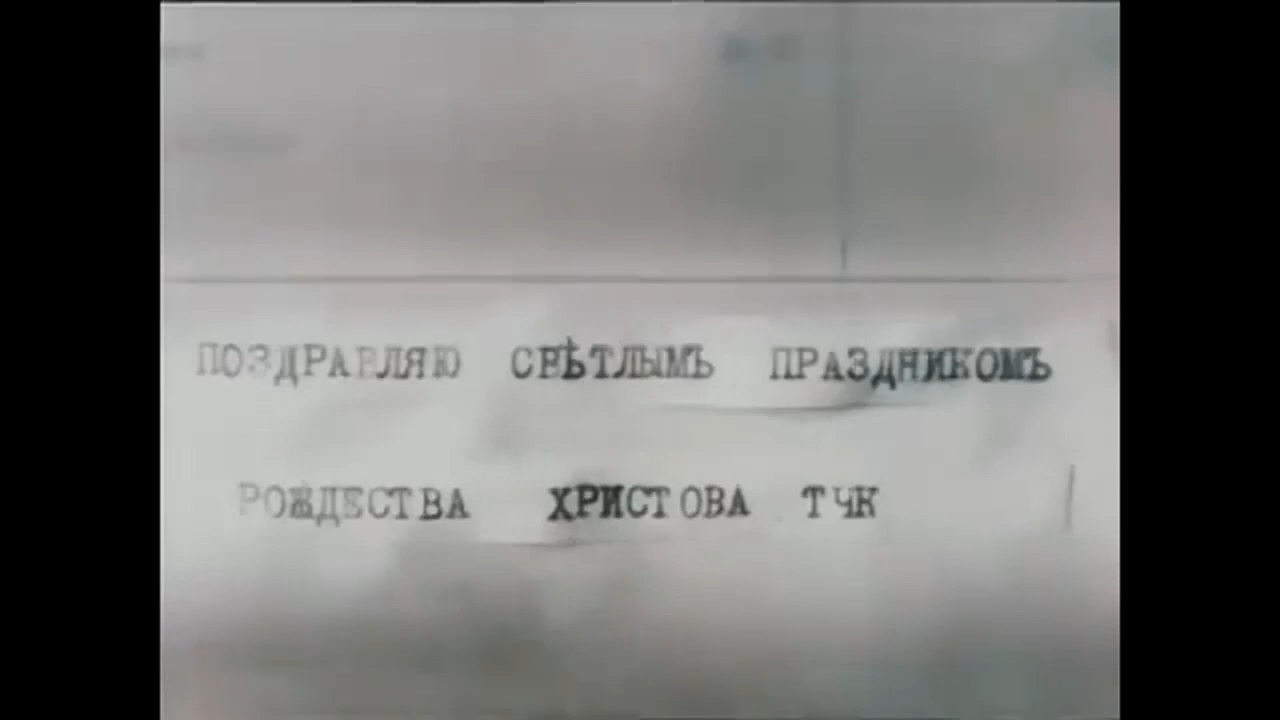 ПОЗДРАВЛЯЮ СВѢТЛЫМЪ ПРАЗДНИКОМЪ
РОЖДЕСТВА ХРИСТОВА ТЧК